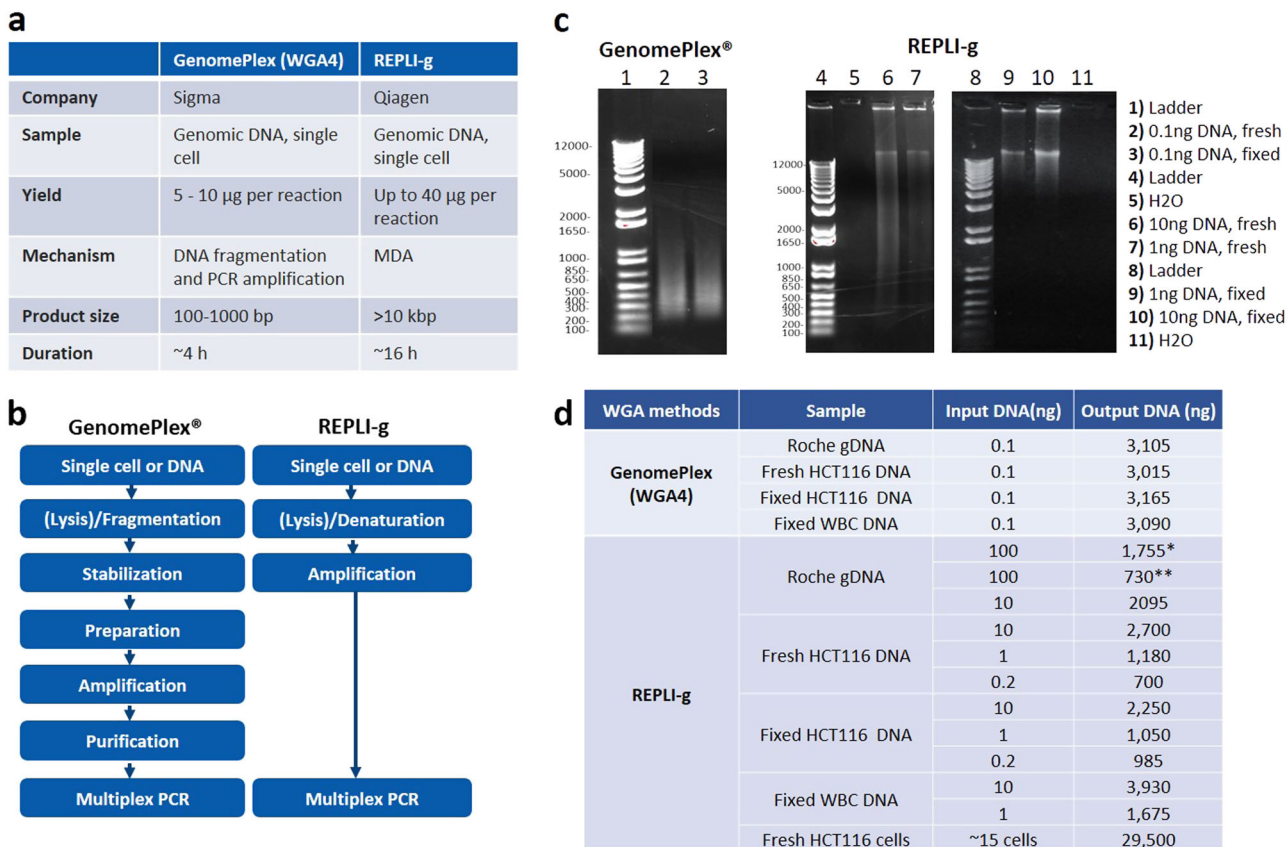 a
GenomePlex (WGA4) REPLI-g
Company Sigma Qiagen
Sample Genomic DNA, single cell Genomic DNA, single cell
Yield 5 - 10 µg per reaction Up to 40 µg per reaction
Mechanism DNA fragmentation and PCR amplification MDA
Product size 100-1000 bp >10 kbp
Duration ~4 h ~16 h
b
GenomePlex®
Single cell or DNA
(Lysis)/Fragmentation
Stabilization
Preparation
Amplification
Purification
Multiplex PCR
REPLI-g
Single cell or DNA
(Lysis)/Denaturation
Amplification
Multiplex PCR
c
GenomePlex®
1 2 3
12000-
5000-
2000-
1650-
1000-
850-
650-
500-
400-
300-
200-
100-
REPLI-g
4 5 6 7
8 9 10 11
12000-
5000-
2000-
1650-
1000-
850-
650-
500-
400-
300-
200-
100-
1) Ladder
2) 0.1ng DNA, fresh
3) 0.1ng DNA, fixed
4) Ladder
5) H2O
6) 10ng DNA, fresh
7) 1ng DNA, fresh
8) Ladder
9) 1ng DNA, fixed
10) 10ng DNA, fixed
11) H2O
d
WGA methods Sample Input DNA(ng) Output DNA (ng)
GenomePlex (WGA4)
Roche gDNA 0.1 3,105
Fresh HCT116 DNA 0.1 3,015
Fixed HCT116 DNA 0.1 3,165
Fixed WBC DNA 0.1 3,090
REPLI-g
Roche gDNA
100 1,755*
100 730**
10 2095
Fresh HCT116 DNA
10 2,700
1 1,180
0.2 700
Fixed HCT116 DNA
10 2,250
1 1,050
0.2 985
Fixed WBC DNA
10 3,930
1 1,675
Fresh HCT116 cells ~15 cells 29,500